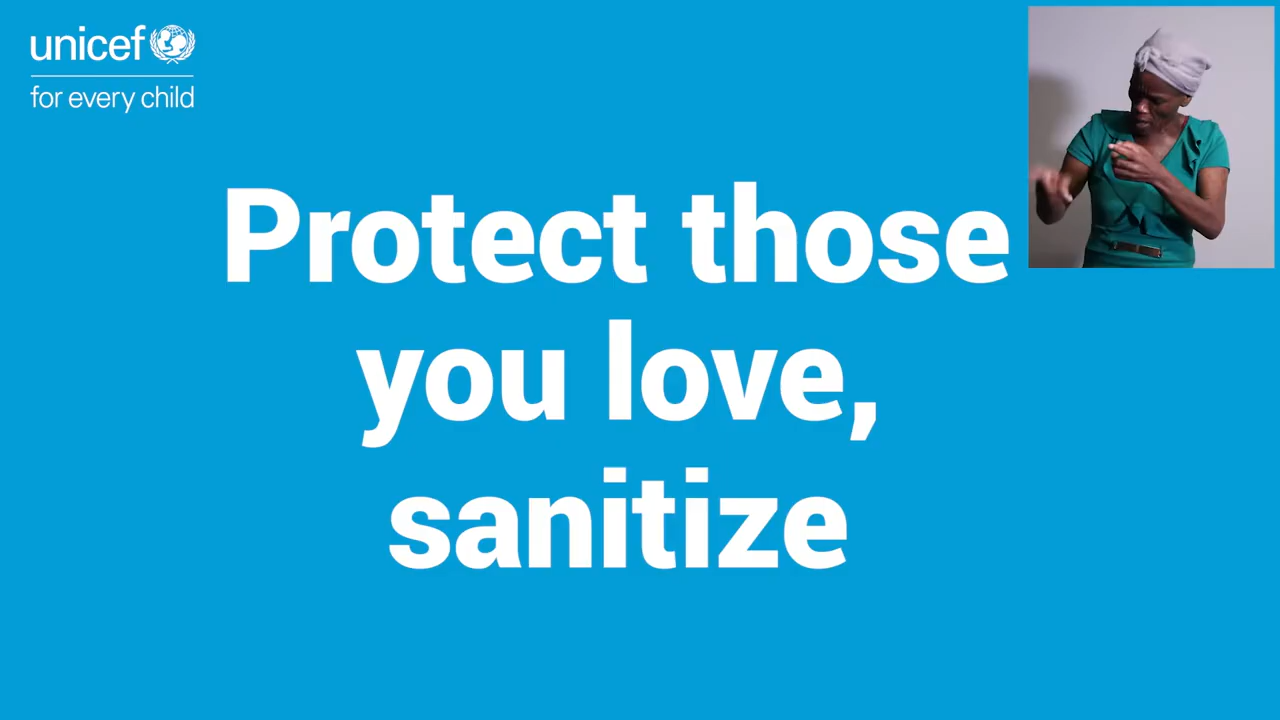 unicef
for every child
Protect those
you love,
sanitize